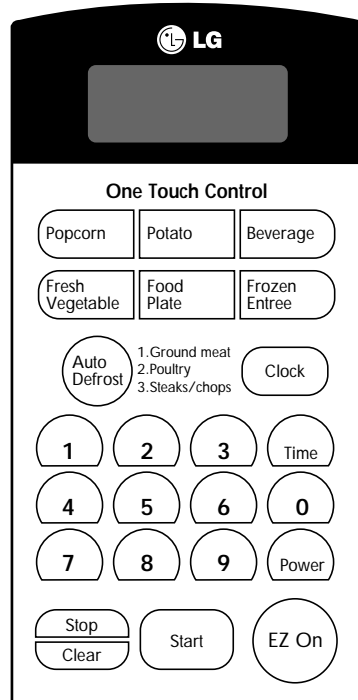 LG
One Touch Control
Popcorn Potato Beverage
Fresh Food Frozen
Vegetable Plate Entree
Auto
Defrost
1.Ground meat
2.Poultry
3.Steaks/chops
Clock
1 2 3 Time
4 5 6 0
7 8 9 Power
Stop
Clear
Start
EZ On